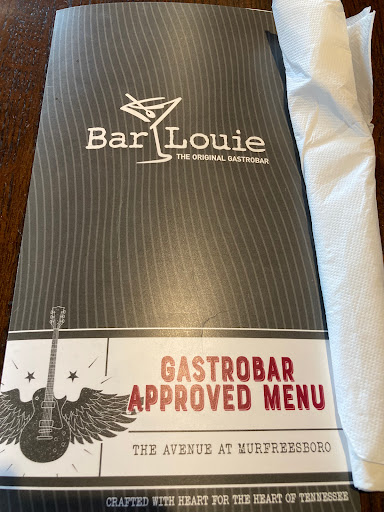 Bar Louie
THE ORIGINAL GASTROBAR
GASTROBAR
APPROVED MENU
THE AVENUE AT MURFREESBORO
CRAFTED WITH HEART FOR THE HEART OF TENNESSEE